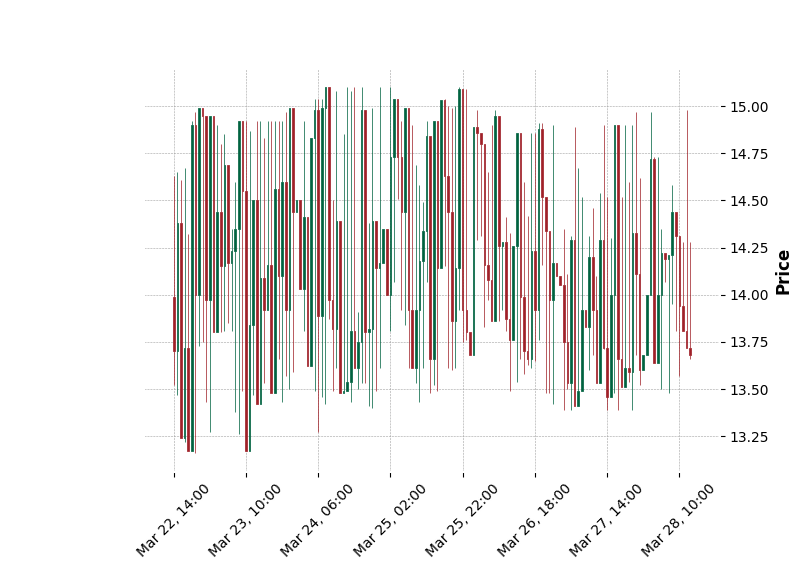 15.00
14.75
14.50
14.25
14.00
13.75
13.50
13.25
Price
Mar 22, 14:00
Mar 23, 10:00
Mar 24, 06:00
Mar 25, 02:00
Mar 25, 22:00
Mar 26, 18:00
Mar 27, 14:00
Mar 28, 10:00